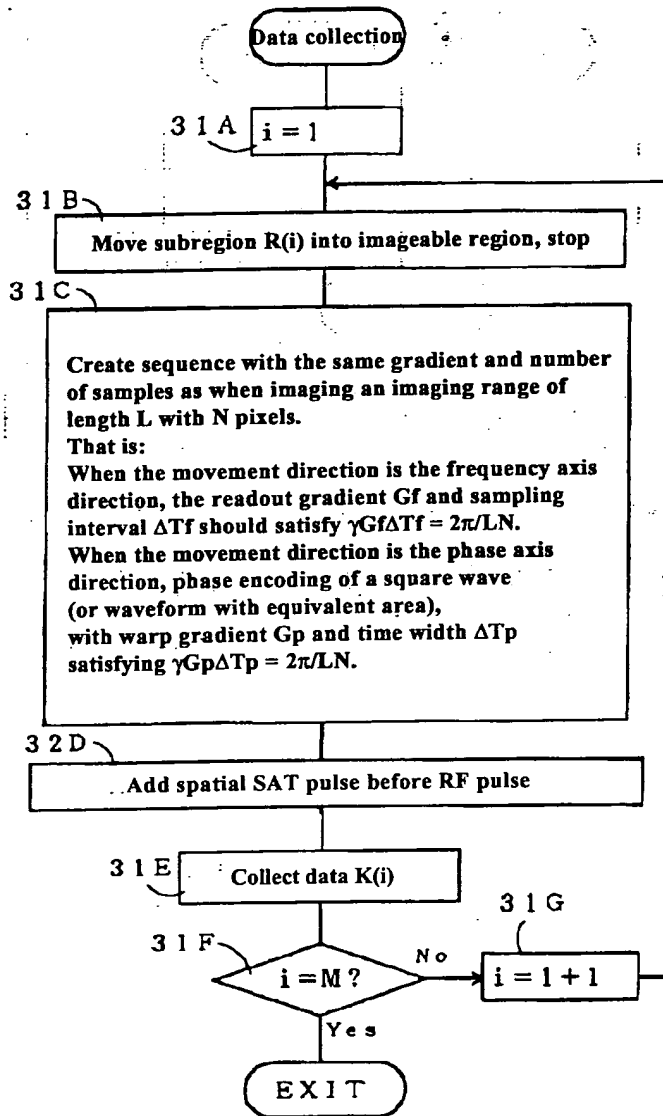 Data collection
31A
i = 1
31B
Move subregion R(i) into imageable region, stop
31C
Create sequence with the same gradient and number
of samples as when imaging an imaging range of
length L with N pixels.
That is:
When the movement direction is the frequency axis
direction, the readout gradient Gf and sampling
interval ΔTf should satisfy γGfΔTf = 2π/LN.
When the movement direction is the phase axis
direction, phase encoding of a square wave
(or waveform with equivalent area),
with warp gradient Gp and time width ΔTp
satisfying γGpΔTp = 2π/LN.
32D
Add spatial SAT pulse before RF pulse
31E
Collect data K(i)
31F
i = M ?
No
31G
i = 1 + 1
Yes
EXIT